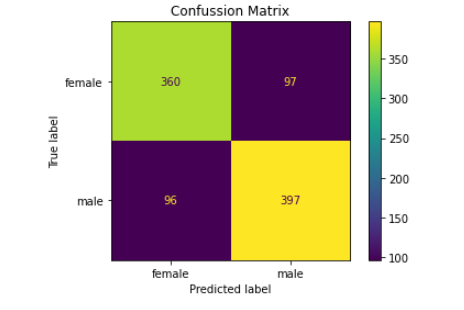 Confussion Matrix
female
360
97
male
96
397
female
male
True label
Predicted label
350
300
250
200
150
100